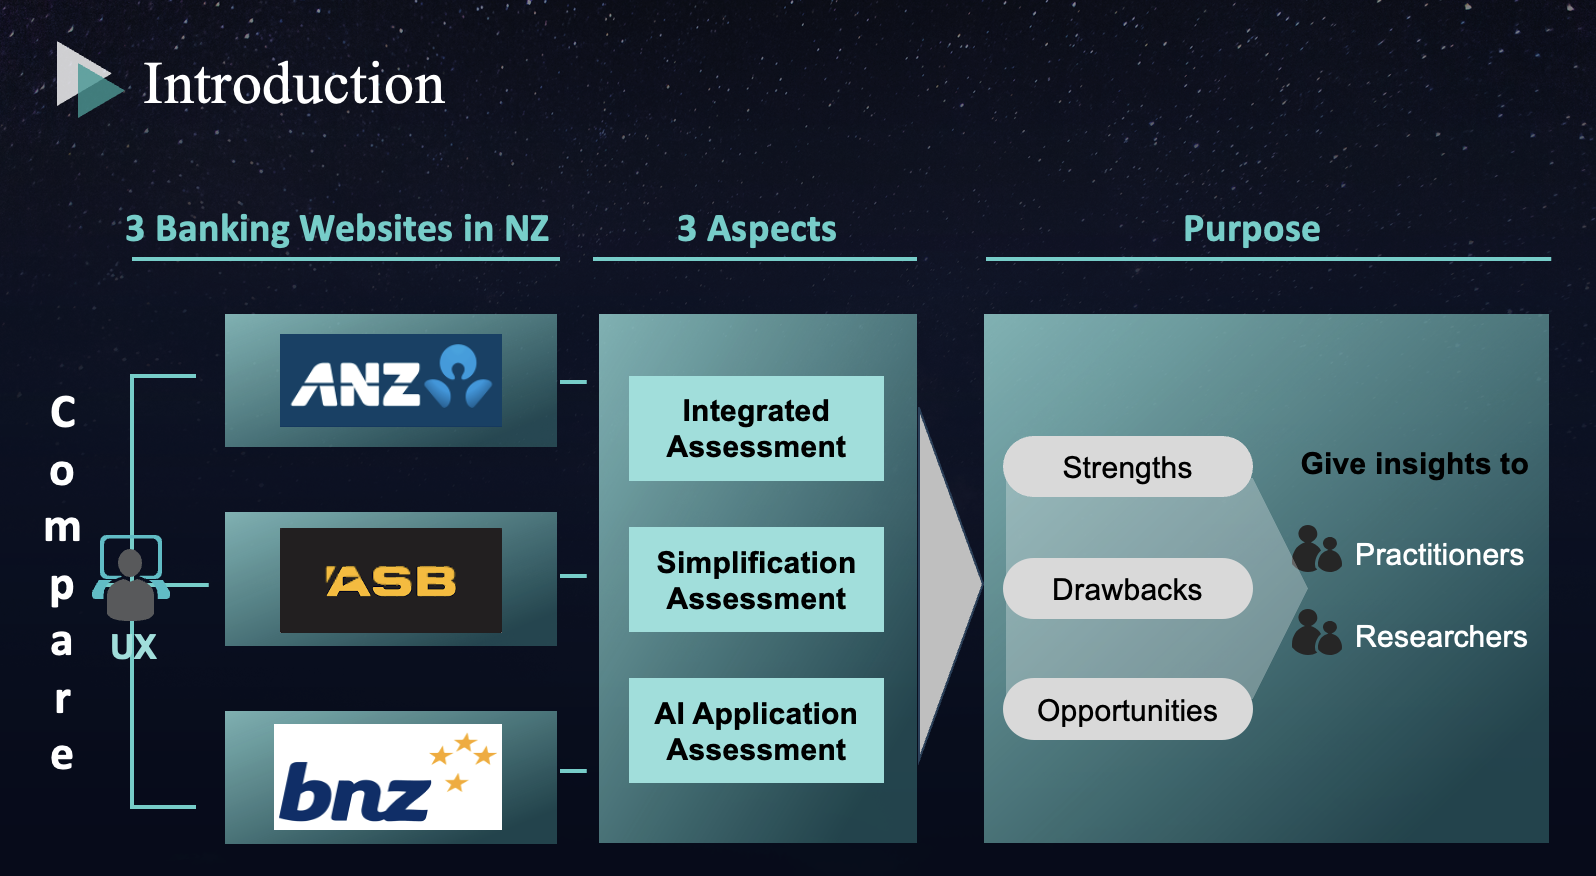 Introduction
3 Banking Websites in NZ
3 Aspects
Purpose
Compare
UX
ANZ
ASB
bnz
Integrated
Assessment
Simplification
Assessment
AI Application
Assessment
Strengths
Drawbacks
Opportunities
Give insights to
Practitioners
Researchers